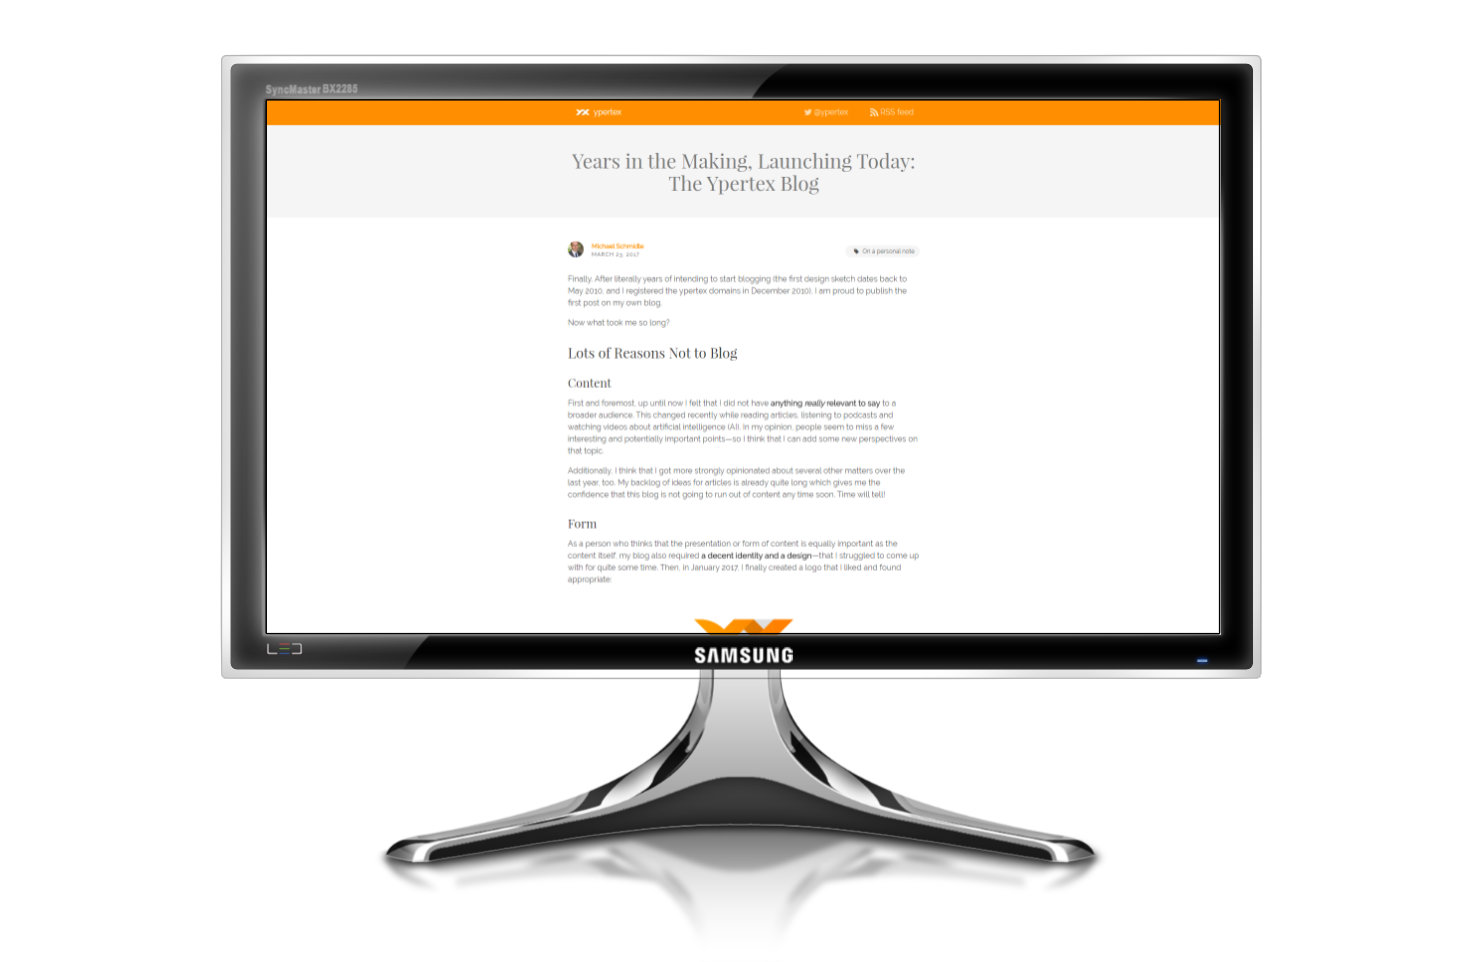 SyncMaster BX2285
ypertex
@ypertex
RSS feed
Years in the Making, Launching Today:
The Ypertex Blog
Michael Schmidle
MARCH 23, 2017
On a personal note
Finally. After literally years of intending to start blogging (the first design sketch dates back to
May 2010, and I registered the ypertex domains in December 2010), I am proud to publish the
first post on my own blog.
Now what took me so long?
Lots of Reasons Not to Blog
Content
First and foremost, up until now I felt that I did not have anything really relevant to say to a
broader audience. This changed recently while reading articles, listening to podcasts and
watching videos about artificial intelligence (AI). In my opinion, people seem to miss a few
interesting and potentially important points—so I think that I can add some new perspectives on
that topic.
Additionally, I think that I got more strongly opinionated about several other matters over the
last year, too. My backlog of ideas for articles is already quite long which gives me the
confidence that this blog is not going to run out of content any time soon. Time will tell!
Form
As a person who thinks that the presentation or form of content is equally important as the
content itself, my blog also required a decent identity and a design—that I struggled to come up
with for quite some time. Then, in January 2017, I finally created a logo that I liked and found
appropriate:
LED
SAMSUNG